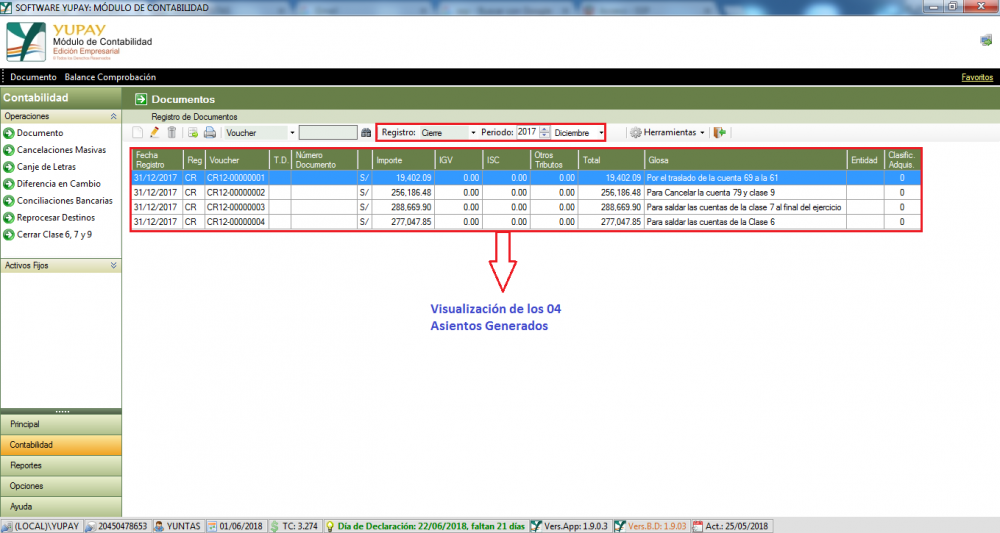 SOFTWARE YUPAY: MÓDULO DE CONTABILIDAD
YUPAY
Módulo de Contabilidad
Edición Empresarial
Documento Balance Comprobación Favoritos
Contabilidad
Documentos
Operaciones
Registro de Documentos
Voucher Registro: Cierre Periodo: 2017 Diciembre Herramientas
Documento
Cancelaciones Masivas
Canje de Letras
Diferencia en Cambio
Conciliaciones Bancarias
Reprocesar Destinos
Cerrar Clase 6, 7 y 9
Activos Fijos
Fecha Registro Reg Voucher T.D. Número Documento Importe IGV ISC Otros Tributos Total Glosa Entidad Clasific. Adquis.
31/12/2017 CR CR12-00000001 S/ 19,402.09 0.00 0.00 0.00 19,402.09 Por el traslado de la cuenta 69 a la 61 0
31/12/2017 CR CR12-00000002 S/ 256,186.48 0.00 0.00 0.00 256,186.48 Para Cancelar la cuenta 79 y clase 9 0
31/12/2017 CR CR12-00000003 S/ 288,669.90 0.00 0.00 0.00 288,669.90 Para saldar las cuentas de la clase 7 al final del ejercicio 0
31/12/2017 CR CR12-00000004 S/ 277,047.85 0.00 0.00 0.00 277,047.85 Para saldar las cuentas de la Clase 6 0
Visualización de los 04
Asientos Generados
Principal
Contabilidad
Reportes
Opciones
Ayuda
(LOCAL)\YUPAY 20450478653 YUNTAS 01/06/2018 TC: 3.274 Día de Declaración: 22/06/2018, faltan 21 días Vers.App: 1.9.0.3 Vers.B.D: 1.9.03 Act.: 25/05/2018